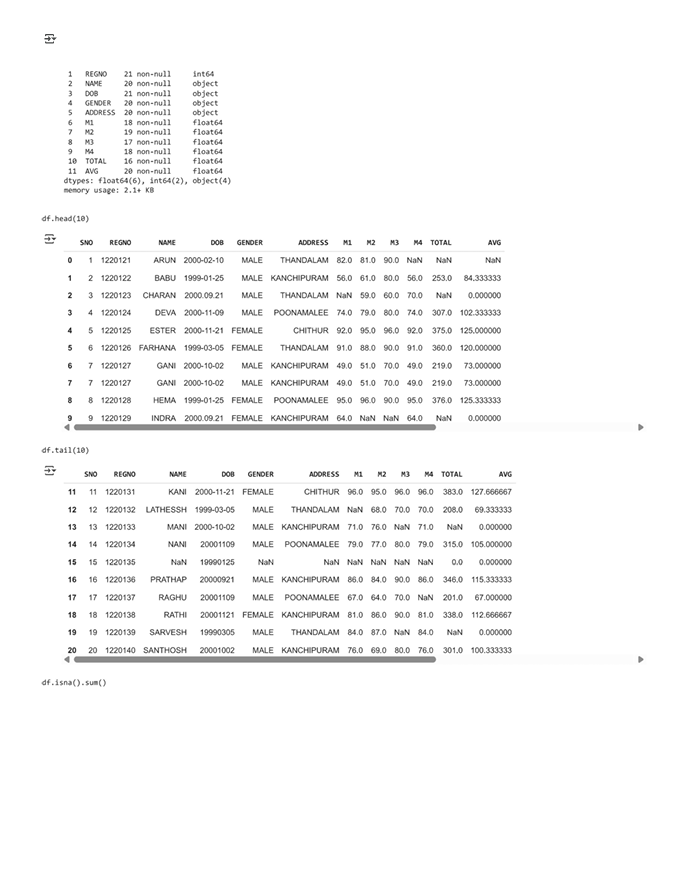 1 REGNO 21 non-null int64
2 NAME 20 non-null object
3 DOB 21 non-null object
4 GENDER 20 non-null object
5 ADDRESS 20 non-null object
6 M1 18 non-null float64
7 M2 19 non-null float64
8 M3 17 non-null float64
9 M4 18 non-null float64
10 TOTAL 16 non-null float64
11 AVG 20 non-null float64
dtypes: float64(6), int64(2), object(4)
memory usage: 2.1+ KB
df.head(10)
SNO REGNO NAME DOB GENDER ADDRESS M1 M2 M3 M4 TOTAL AVG
0 1 1220121 ARUN 2000-02-10 MALE THANDALAM 82.0 81.0 90.0 NaN NaN NaN
1 2 1220122 BABU 1999-01-25 MALE KANCHIPURAM 56.0 61.0 80.0 56.0 253.0 84.333333
2 3 1220123 CHARAN 2000.09.21 MALE THANDALAM NaN 59.0 60.0 70.0 NaN 0.000000
3 4 1220124 DEVA 2000-11-09 MALE POONAMALEE 74.0 79.0 80.0 74.0 307.0 102.333333
4 5 1220125 ESTER 2000-11-21 FEMALE CHITHUR 92.0 95.0 96.0 92.0 375.0 125.000000
5 6 1220126 FARHANA 1999-03-05 FEMALE THANDALAM 91.0 88.0 90.0 91.0 360.0 120.000000
6 7 1220127 GANI 2000-10-02 MALE KANCHIPURAM 49.0 51.0 70.0 49.0 219.0 73.000000
7 7 1220127 GANI 2000-10-02 MALE KANCHIPURAM 49.0 51.0 70.0 49.0 219.0 73.000000
8 8 1220128 HEMA 1999-01-25 FEMALE POONAMALEE 95.0 96.0 90.0 95.0 376.0 125.333333
9 9 1220129 INDRA 2000.09.21 FEMALE KANCHIPURAM 64.0 NaN NaN 64.0 NaN 0.000000
df.tail(10)
SNO REGNO NAME DOB GENDER ADDRESS M1 M2 M3 M4 TOTAL AVG
11 11 1220131 KANI 2000-11-21 FEMALE CHITHUR 96.0 95.0 96.0 96.0 383.0 127.666667
12 12 1220132 LATHESSH 1999-03-05 MALE THANDALAM NaN 68.0 70.0 70.0 208.0 69.333333
13 13 1220133 MANI 2000-10-02 MALE KANCHIPURAM 71.0 76.0 NaN 71.0 NaN 0.000000
14 14 1220134 NANI 20001109 MALE POONAMALEE 79.0 77.0 80.0 79.0 315.0 105.000000
15 15 1220135 NaN 19990125 NaN NaN NaN NaN NaN NaN 0.0 0.000000
16 16 1220136 PRATHAP 20000921 MALE KANCHIPURAM 86.0 84.0 90.0 86.0 346.0 115.333333
17 17 1220137 RAGHU 20001109 MALE POONAMALEE 67.0 64.0 70.0 NaN 201.0 67.000000
18 18 1220138 RATHI 20001121 FEMALE KANCHIPURAM 81.0 86.0 90.0 81.0 338.0 112.666667
19 19 1220139 SARVESH 19990305 MALE THANDALAM 84.0 87.0 NaN 84.0 NaN 0.000000
20 20 1220140 SANTHOSH 20001002 MALE KANCHIPURAM 76.0 69.0 80.0 76.0 301.0 100.333333
df.isna().sum()